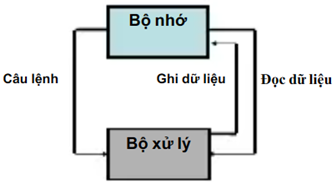 Bộ nhớ
Câu lệnh
Ghi dữ liệu
Đọc dữ liệu
Bộ xử lý